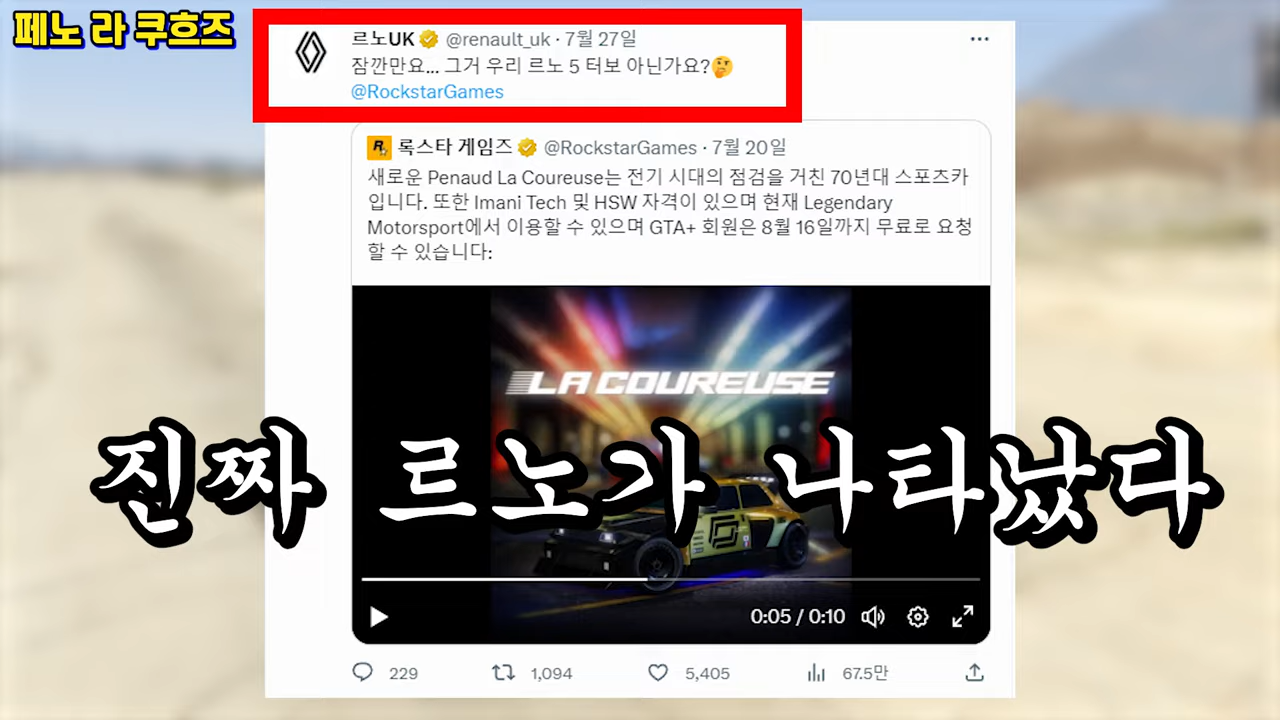 페노 라 쿠흐즈
르노UK @renault_uk · 7월 27일
잠깐만요... 그거 우리 르노 5 터보 아닌가요?🤔
@RockstarGames
록스타 게임즈 @RockstarGames · 7월 20일
새로운 Penaud La Coureuse는 전기 시대의 점검을 거친 70년대 스포츠카
입니다. 또한 Imani Tech 및 HSW 자격이 있으며 현재 Legendary
Motorsport에서 이용할 수 있으며 GTA+ 회원은 8월 16일까지 무료로 요청
할 수 있습니다:
LA COUREUSE
진짜 르노가 나타났다
0:05 / 0:10
229 1,094 5,405 67.5만